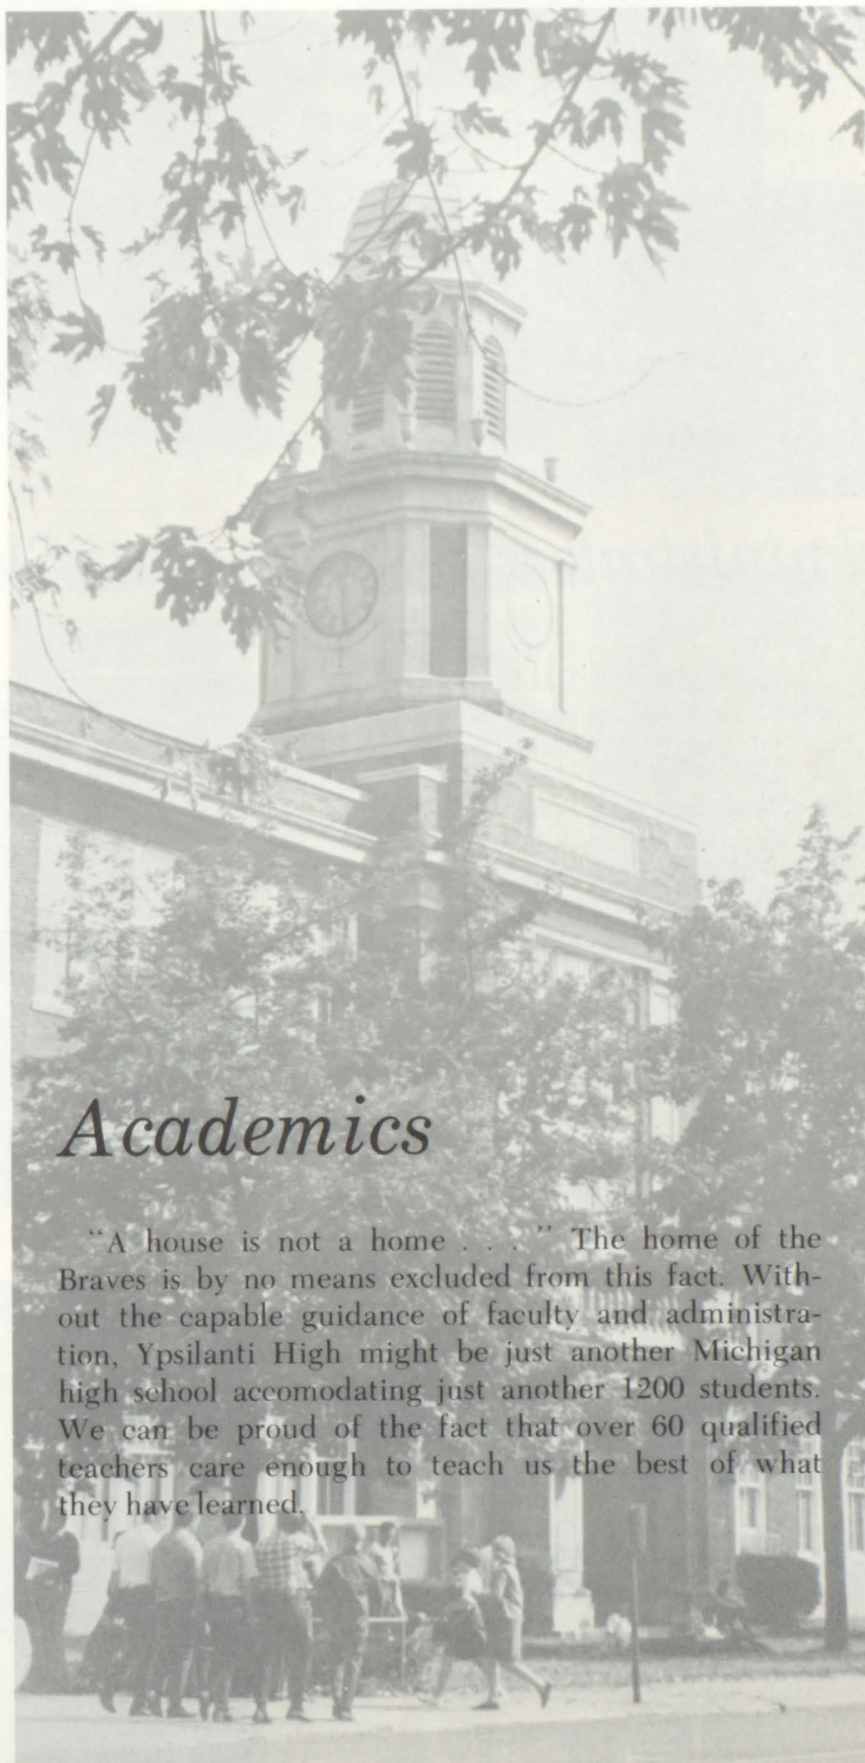 Academics
“A house is not a home . . . ” The home of the
Braves is by no means excluded from this fact. With-
out the capable guidance of faculty and administra-
tion, Ypsilanti High might be just another Michigan
high school accomodating just another 1200 students.
We can be proud of the fact that over 60 qualified
teachers care enough to teach us the best of what
they have learned.